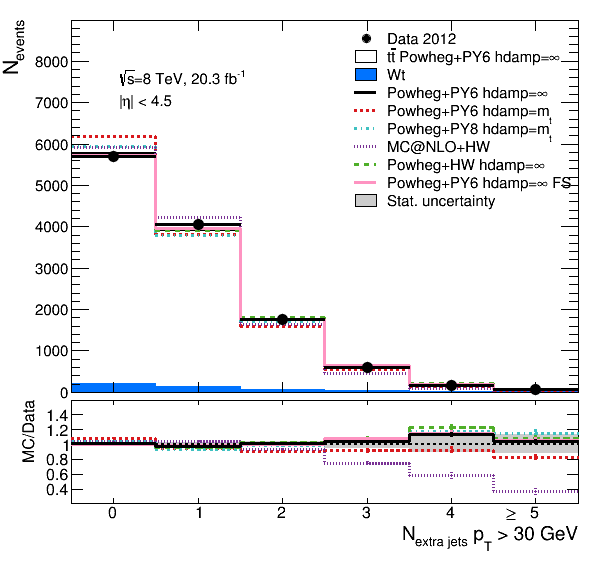 N_events
8000
7000
6000
5000
4000
3000
2000
1000
0
√s=8 TeV, 20.3 fb⁻¹
|η| < 4.5
Data 2012
tt̄ Powheg+PY6 hdamp=∞
Wt
Powheg+PY6 hdamp=∞
Powheg+PY6 hdamp=m_t
Powheg+PY8 hdamp=m_t
MC@NLO+HW
Powheg+HW hdamp=∞
Powheg+PY6 hdamp=∞ FS
Stat. uncertainty
MC/Data
1.4
1.2
1
0.8
0.6
0.4
0 1 2 3 4 ≥ 5
N_extra jets p_T > 30 GeV